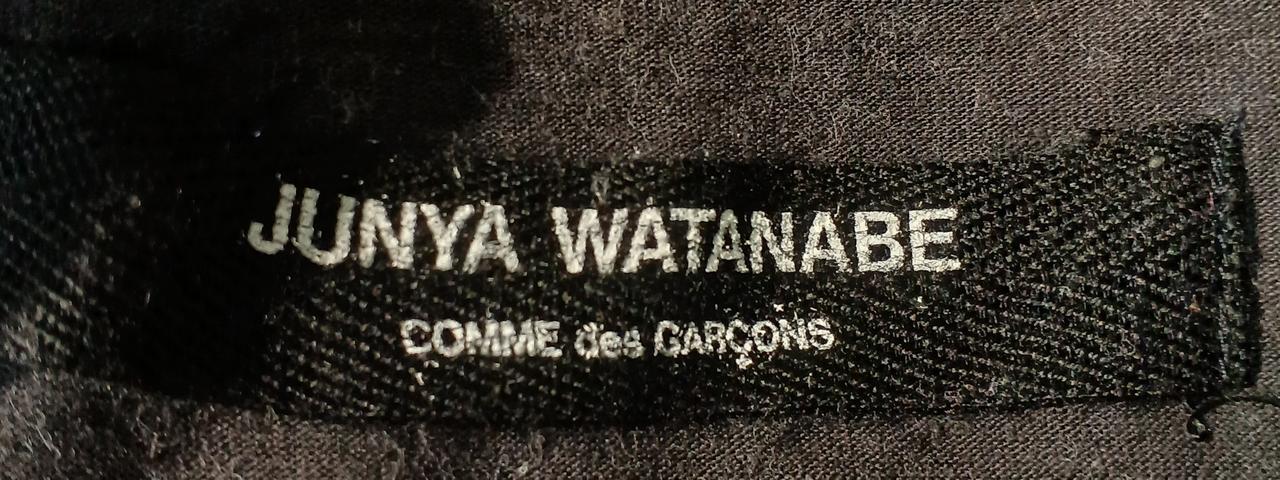 JUNYA WATANABE
COMME des GARÇONS